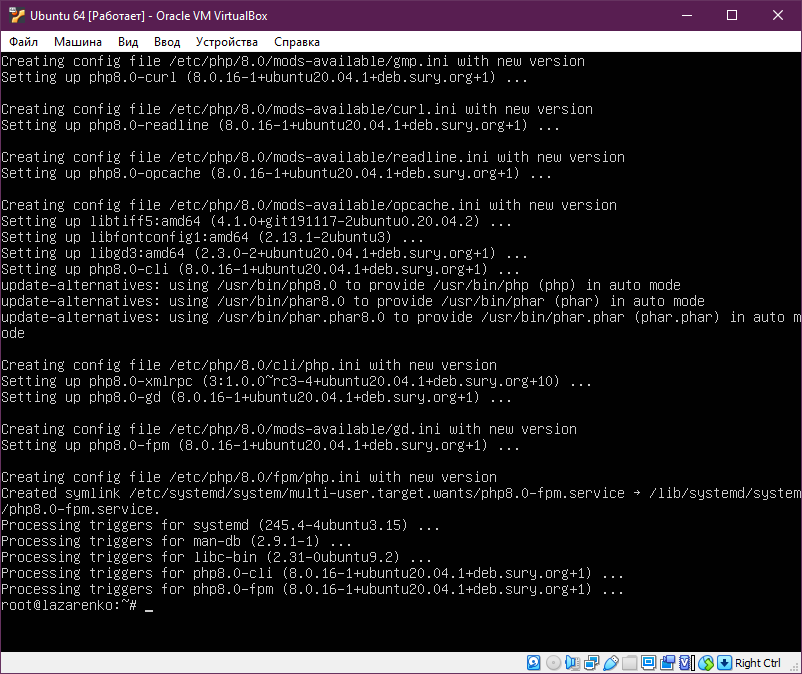 Ubuntu 64 [Работает] - Oracle VM VirtualBox
Файл Машина Вид Ввод Устройства Справка
Creating config file /etc/php/8.0/mods-available/gmp.ini with new version
Setting up php8.0-curl (8.0.16-1+ubuntu20.04.1+deb.sury.org+1) ...
Creating config file /etc/php/8.0/mods-available/curl.ini with new version
Setting up php8.0-readline (8.0.16-1+ubuntu20.04.1+deb.sury.org+1) ...
Creating config file /etc/php/8.0/mods-available/readline.ini with new version
Setting up php8.0-opcache (8.0.16-1+ubuntu20.04.1+deb.sury.org+1) ...
Creating config file /etc/php/8.0/mods-available/opcache.ini with new version
Setting up libtiff5:amd64 (4.1.0+git191117-2ubuntu0.20.04.2) ...
Setting up libfontconfig1:amd64 (2.13.1-2ubuntu3) ...
Setting up libgd3:amd64 (2.3.0-2+ubuntu20.04.1+deb.sury.org+1) ...
Setting up php8.0-cli (8.0.16-1+ubuntu20.04.1+deb.sury.org+1) ...
update-alternatives: using /usr/bin/php8.0 to provide /usr/bin/php (php) in auto mode
update-alternatives: using /usr/bin/phar8.0 to provide /usr/bin/phar (phar) in auto mode
update-alternatives: using /usr/bin/phar.phar8.0 to provide /usr/bin/phar.phar (phar.phar) in auto m
ode
Creating config file /etc/php/8.0/cli/php.ini with new version
Setting up php8.0-xmlrpc (3:1.0.0~rc3-4+ubuntu20.04.1+deb.sury.org+10) ...
Setting up php8.0-gd (8.0.16-1+ubuntu20.04.1+deb.sury.org+1) ...
Creating config file /etc/php/8.0/mods-available/gd.ini with new version
Setting up php8.0-fpm (8.0.16-1+ubuntu20.04.1+deb.sury.org+1) ...
Creating config file /etc/php/8.0/fpm/php.ini with new version
Created symlink /etc/systemd/system/multi-user.target.wants/php8.0-fpm.service → /lib/systemd/system
/php8.0-fpm.service.
Processing triggers for systemd (245.4-4ubuntu3.15) ...
Processing triggers for man-db (2.9.1-1) ...
Processing triggers for libc-bin (2.31-0ubuntu9.2) ...
Processing triggers for php8.0-cli (8.0.16-1+ubuntu20.04.1+deb.sury.org+1) ...
Processing triggers for php8.0-fpm (8.0.16-1+ubuntu20.04.1+deb.sury.org+1) ...
root@lazarenko:~# _
Right Ctrl